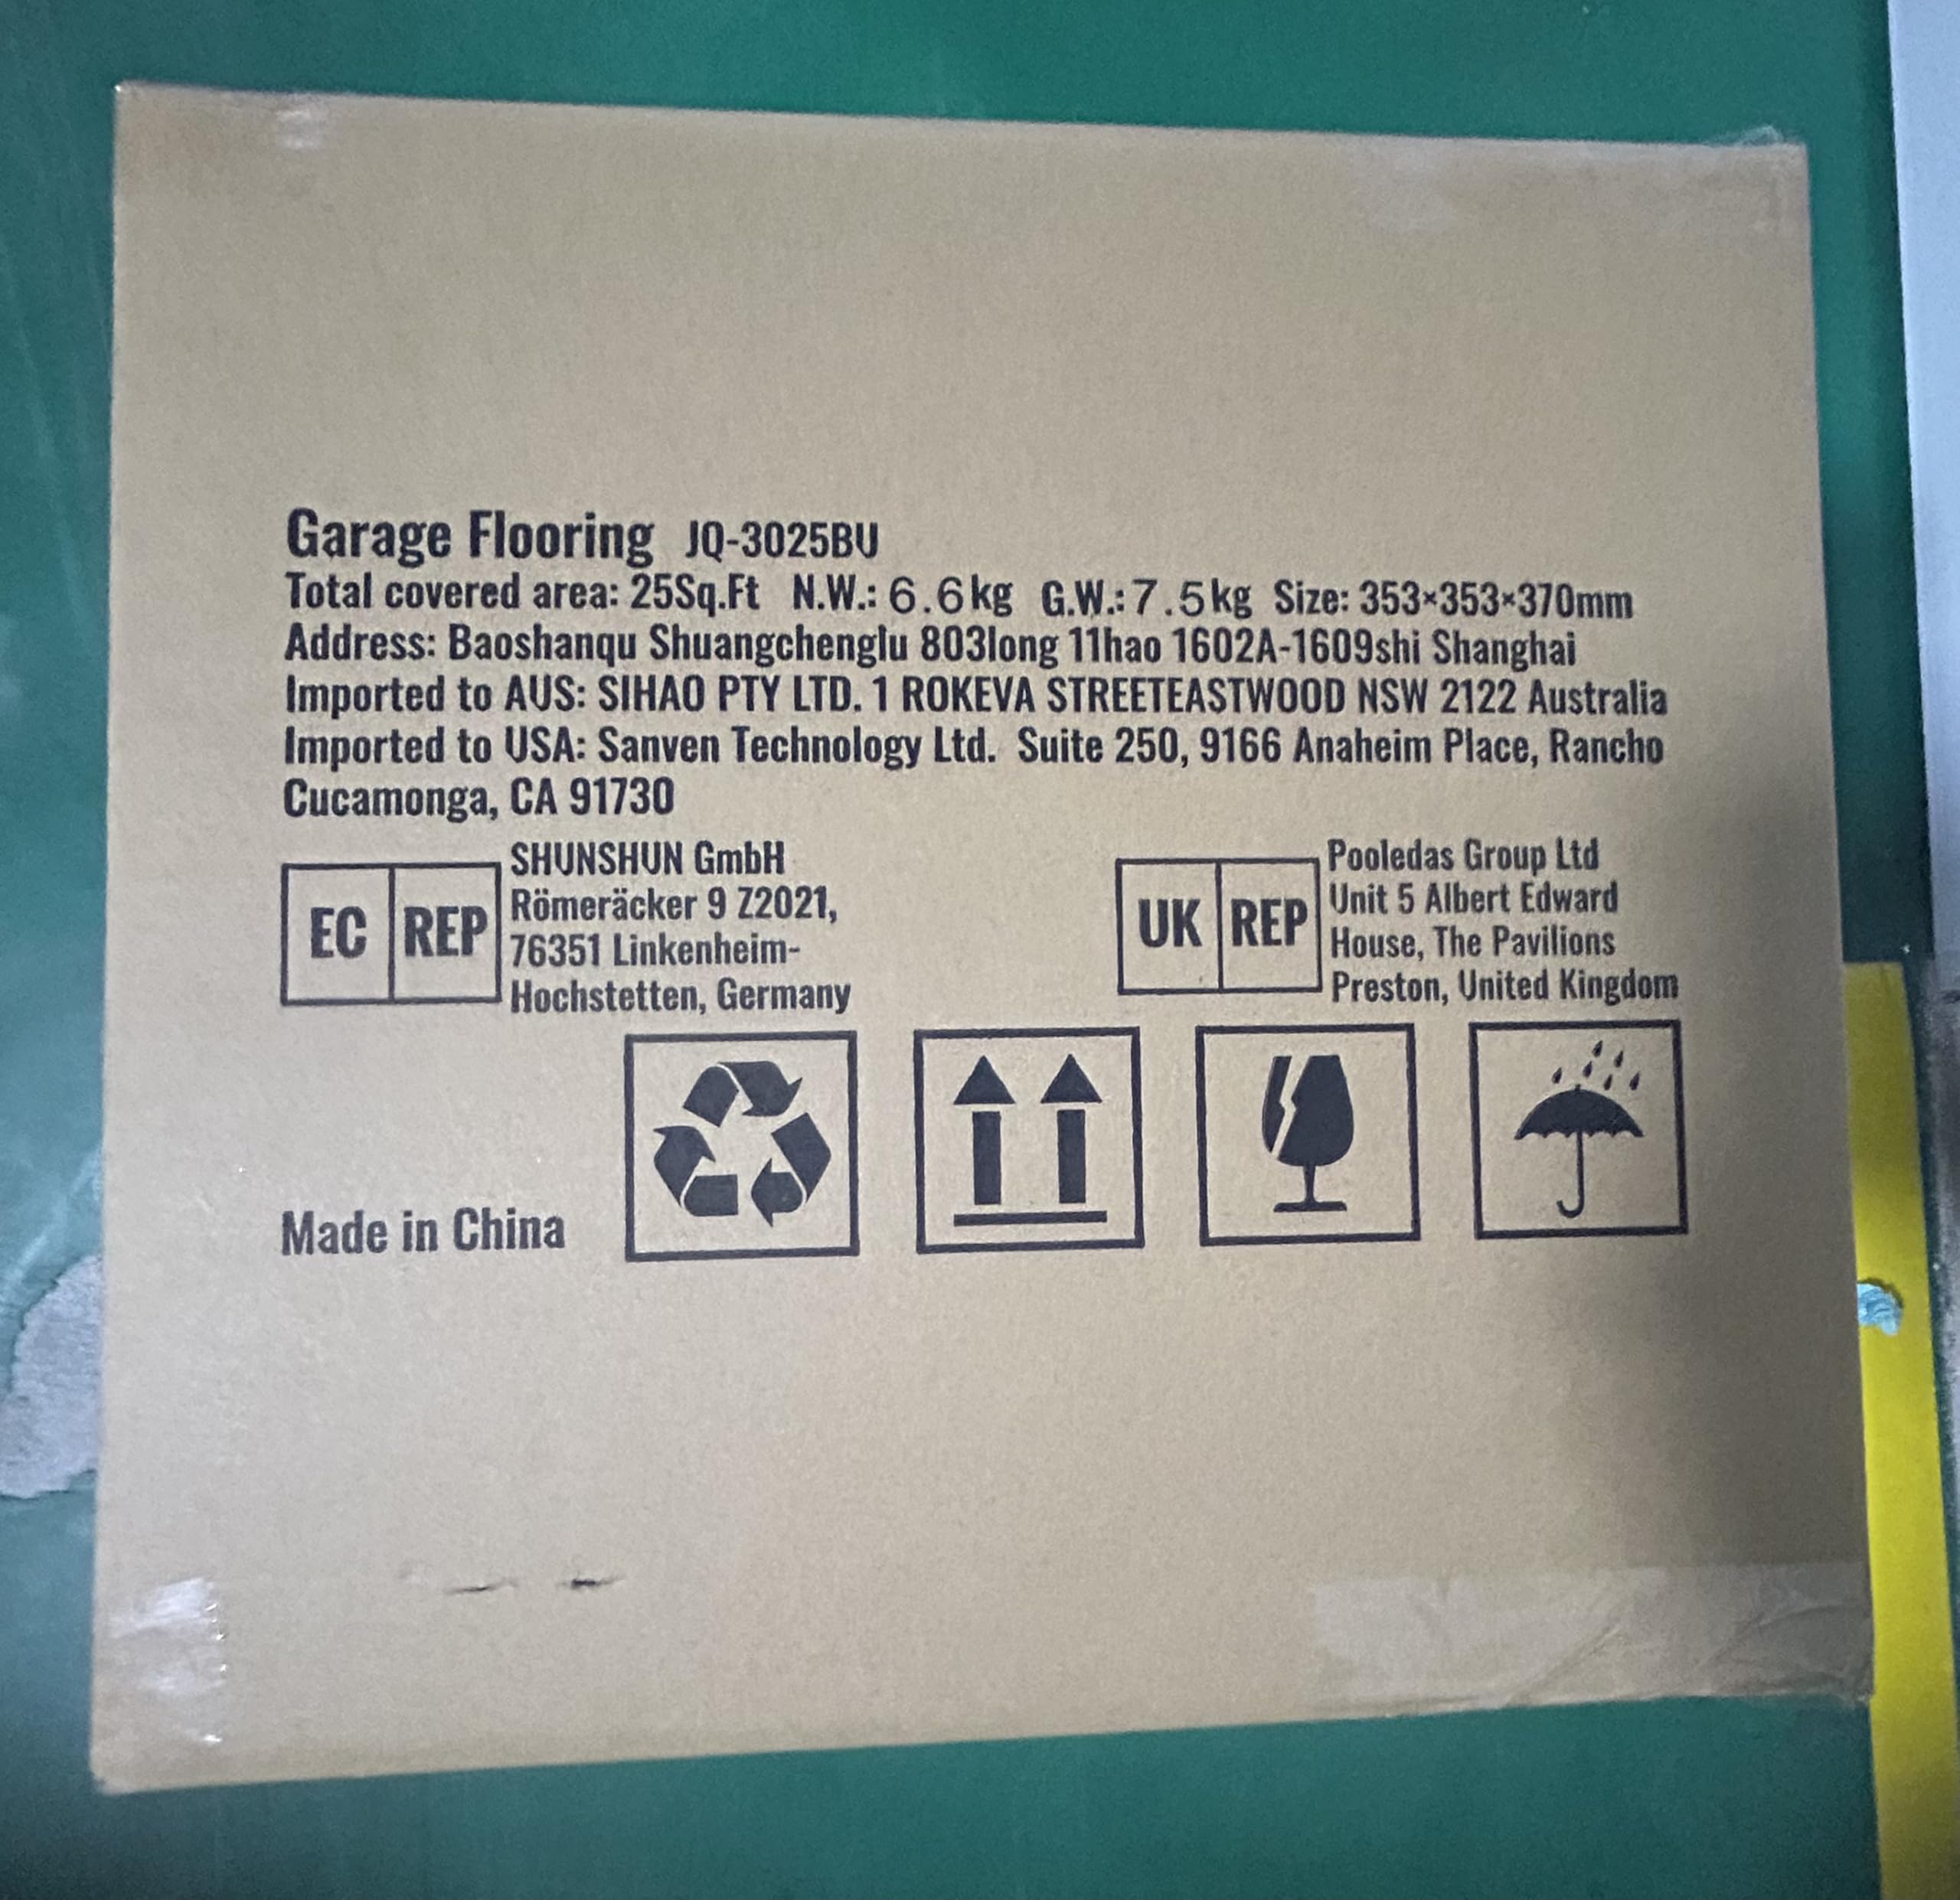 Garage Flooring JQ-3025BU
Total covered area: 25Sq.Ft N.W.: 6.6kg G.W.:7.5kg Size: 353×353×370mm
Address: Baoshanqu Shuangchenglu 803long 11hao 1602A-1609shi Shanghai
Imported to AUS: SIHAO PTY LTD. 1 ROKEVA STREETEASTWOOD NSW 2122 Australia
Imported to USA: Sanven Technology Ltd. Suite 250, 9166 Anaheim Place, Rancho
Cucamonga, CA 91730
EC REP
SHUNSHUN GmbH
Römeräcker 9 Z2021,
76351 Linkenheim-
Hochstetten, Germany
UK REP
Pooledas Group Ltd
Unit 5 Albert Edward
House, The Pavilions
Preston, United Kingdom
Made in China